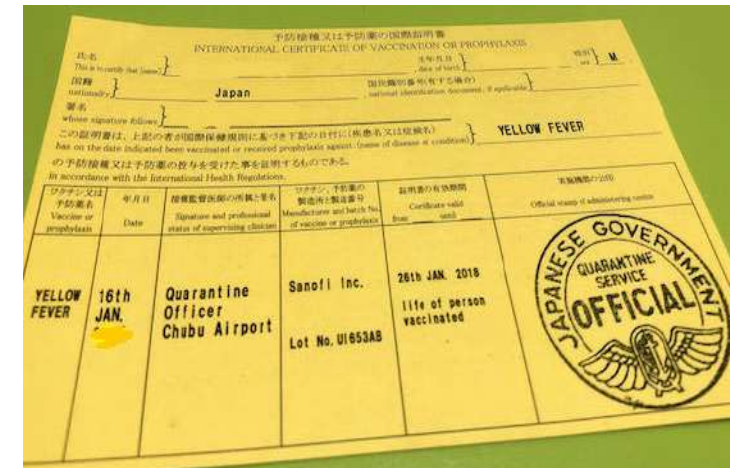 予防接種又は予防薬の国際証明書
INTERNATIONAL CERTIFICATE OF VACCINATION OR PROPHYLAXIS
氏名
This is to certify that [name]
生年月日
date of birth
性別
sex
M
国籍
nationality
Japan
国民識別番号(有する場合)
national identification document, if applicable
署名
whose signature follows
この証明書は、上記の者が国際保健規則に基づき下記の日付に(疾患名又は症候名)
YELLOW FEVER
has on the date indicated been vaccinated or received prophylaxis against: (name of disease or condition)
の予防接種又は予防薬の投与を受けた事を証明するものである。
in accordance with the International Health Regulations.
ワクチン又は
予防薬名
Vaccine or
prophylaxis
年月日
Date
接種監督医師の所属と署名
Signature and professional
status of supervising clinician
ワクチン、予防薬の
製造所と製造番号
Manufacturer and batch No.
of vaccine or prophylaxis
証明書の有効期間
Certificate valid
from
until
実施機関の公印
Official stamp of administering centre
YELLOW
FEVER
16th
JAN.
Quarantine
Officer
Chubu Airport
Sanofi Inc.
Lot No. UI653AB
26th JAN. 2018
life of person
vaccinated
JAPANESE GOVERNMENT
QUARANTINE
SERVICE
OFFICIAL